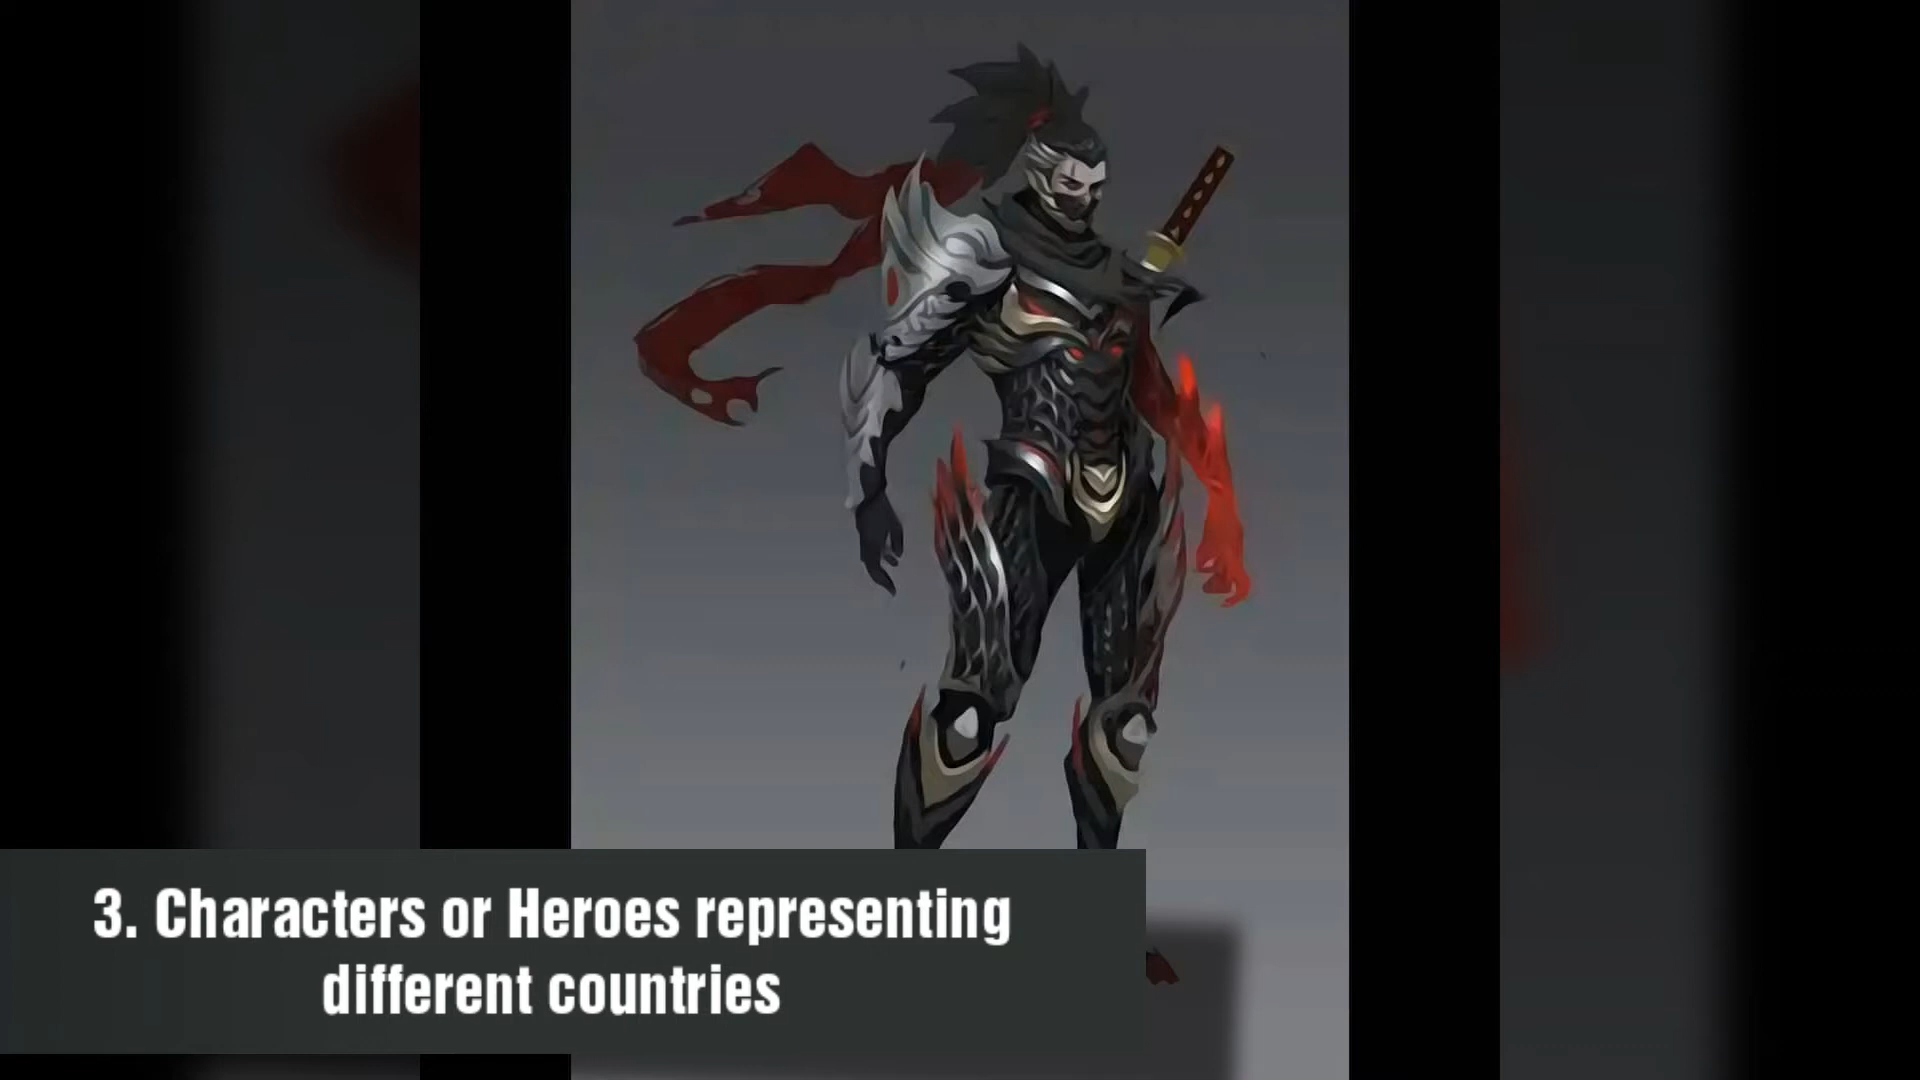 3. Characters or Heroes representing
different countries